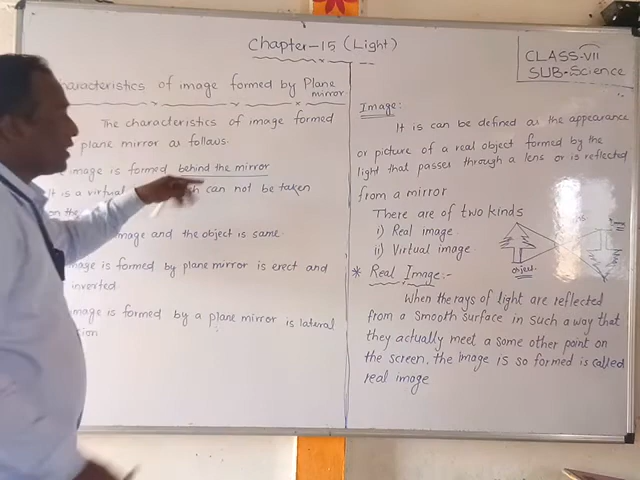 Chapter-15 (Light)
CLASS-VII
SUB-Science
haracteristics of image formed by Plane
mirror
The characteristics of image formed
plane mirror as follows.
image is formed behind the mirror
It is a virtual can not be taken
on the
image and the object is same.
image is formed by plane mirror is erect and
inverted
image is formed by a plane mirror is lateral
Image:
It is can be defined as the appearance
or picture of a real object formed by the
light that passes through a lens or is reflected
from a mirror
There are of two kinds
i) Real image
ii) Virtual image
object
* Real Image:-
When the rays of light are reflected
from a smooth surface in such a way that
they actually meet a some other point on
the screen, the image is so formed is called
real image